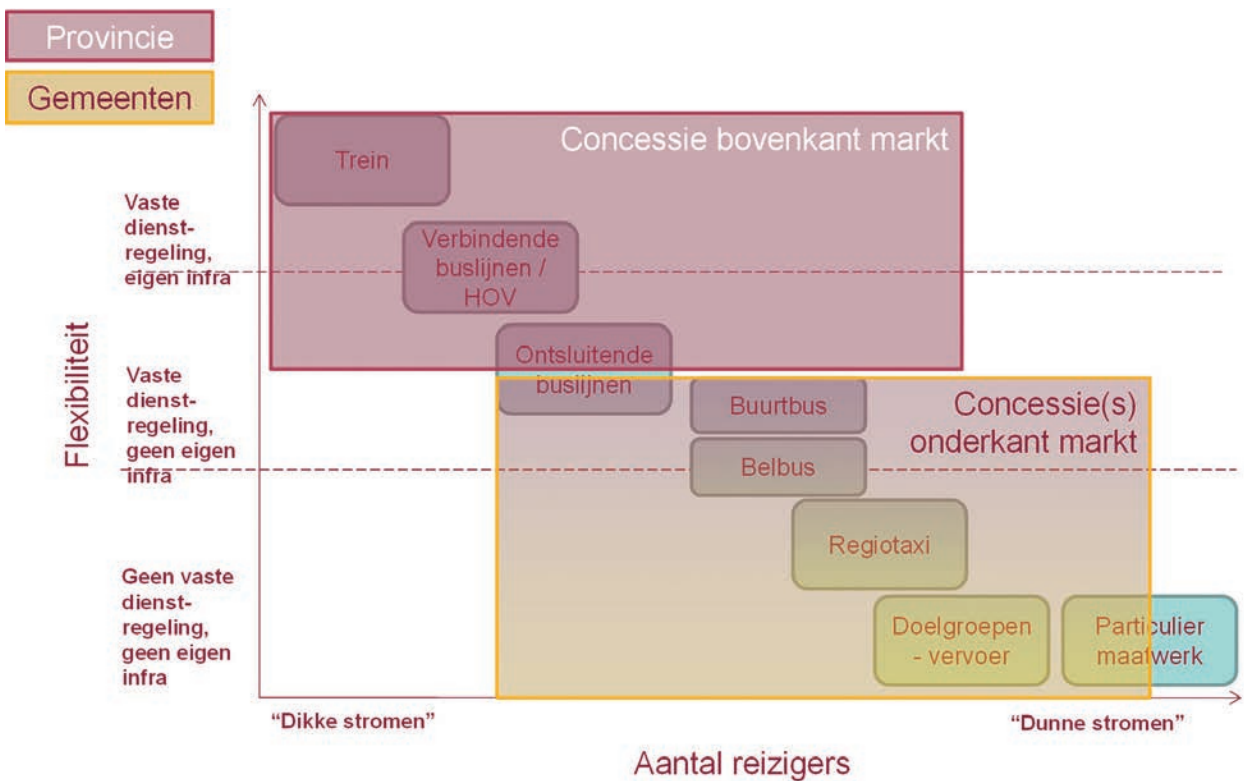 Provincie
Gemeenten
Concessie bovenkant markt
Trein
Vaste
dienst-
regeling,
eigen infra
Verbindende
buslijnen /
HOV
Flexibiliteit
Ontsluitende
buslijnen
Vaste
dienst-
regeling,
geen eigen
infra
Buurtbus
Concessie(s)
onderkant markt
Belbus
Regiotaxi
Geen vaste
dienst-
regeling,
geen eigen
infra
Doelgroepen
- vervoer
Particulier
maatwerk
“Dikke stromen”
“Dunne stromen”
Aantal reizigers